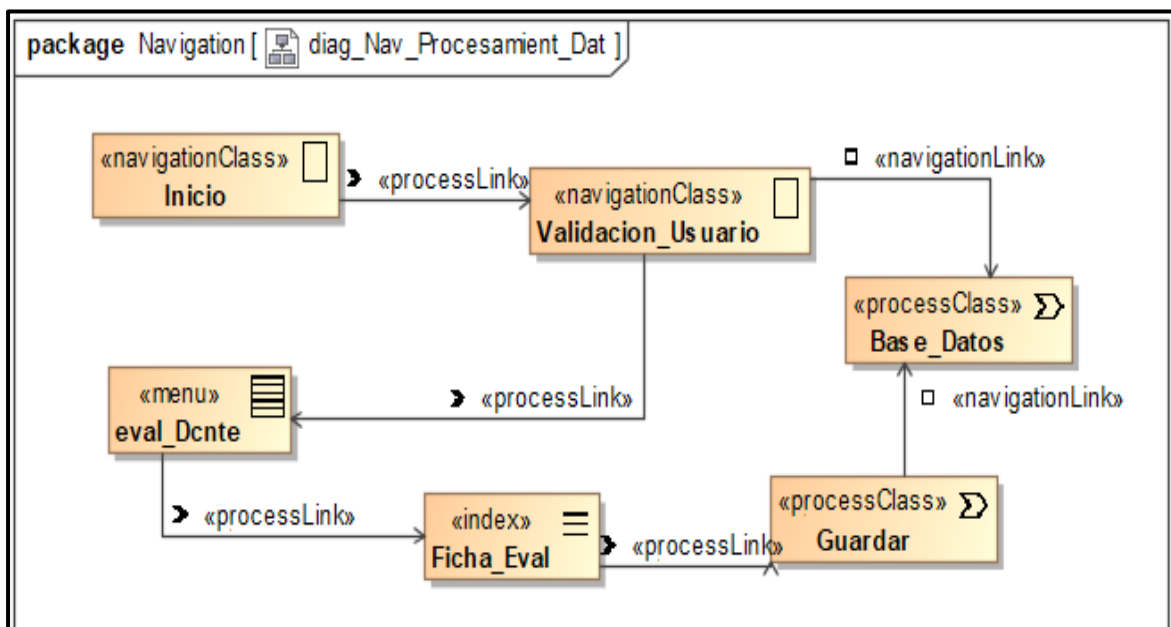 package Navigation [ diag_Nav_Procesamient_Dat ]
«navigationClass»
Inicio
«processLink»
«navigationClass»
Validacion_Usuario
«navigationLink»
«processClass»
Base_Datos
«menu»
eval_Dcnte
«processLink»
«navigationLink»
«processLink»
«index»
Ficha_Eval
«processLink»
«processClass»
Guardar